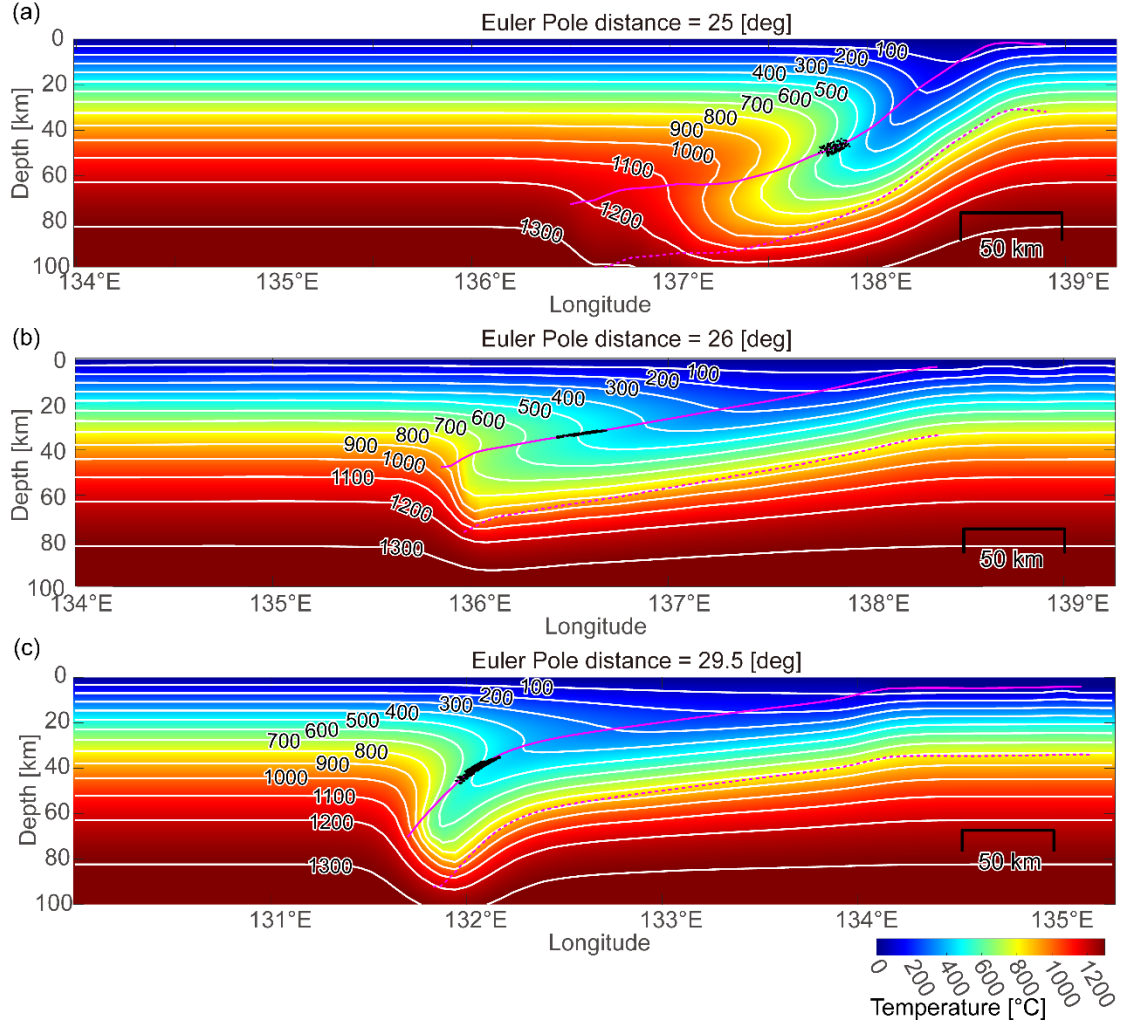 (a)
Euler Pole distance = 25 [deg]
0
20
40
60
80
100
Depth [km]
100
200
300
400
500
600
700
800
900
1000
1100
1200
1300
50 km
134°E
135°E
136°E
137°E
138°E
139°E
Longitude
(b)
Euler Pole distance = 26 [deg]
0
20
40
60
80
100
Depth [km]
100
200
300
400
500
600
700
800
900
1000
1100
1200
1300
50 km
134°E
135°E
136°E
137°E
138°E
139°E
Longitude
(c)
Euler Pole distance = 29.5 [deg]
0
20
40
60
80
100
Depth [km]
100
200
300
400
500
600
700
800
900
1000
1100
1200
1300
50 km
131°E
132°E
133°E
134°E
135°E
Longitude
0
200
400
600
800
1000
1200
Temperature [°C]